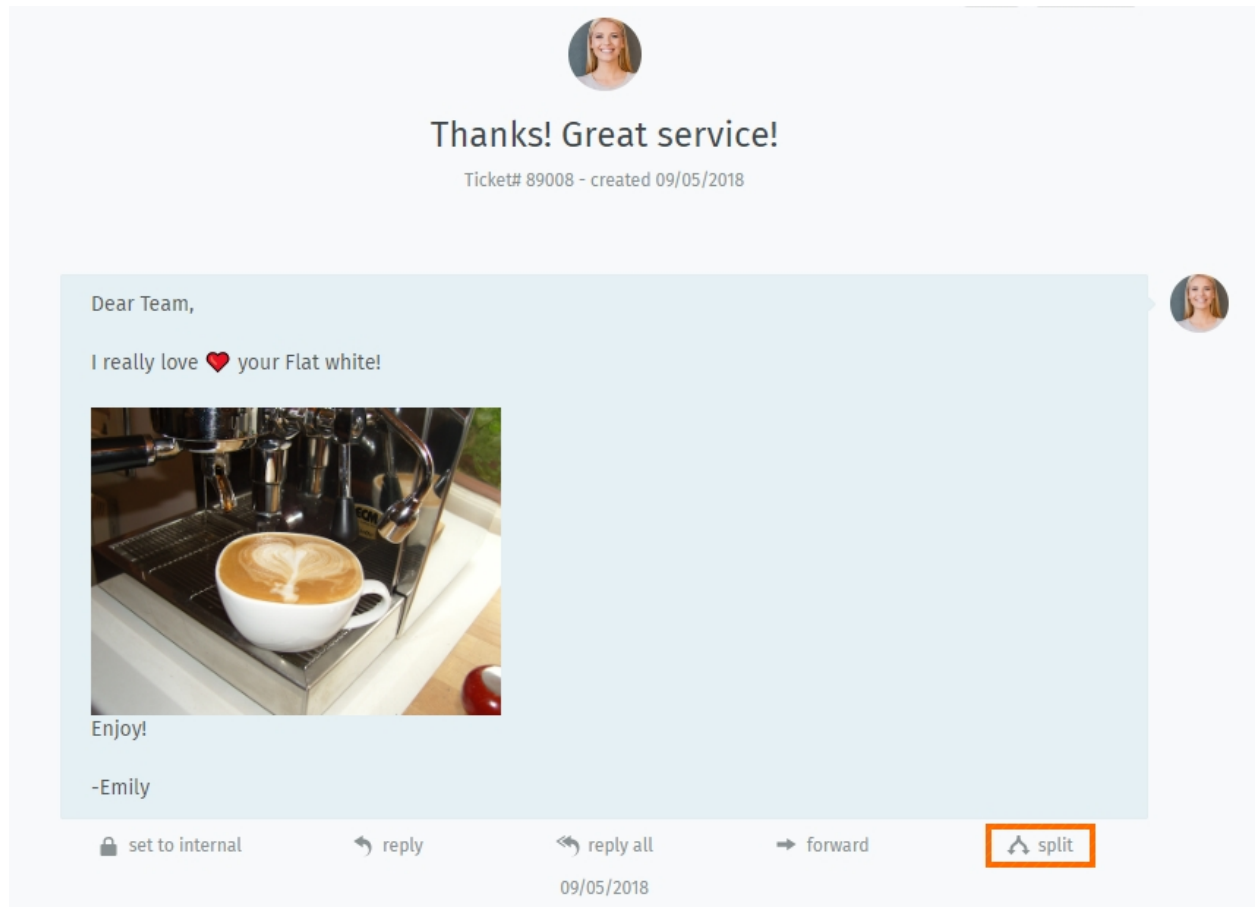 Thanks! Great service!
Ticket# 89008 - created 09/05/2018
Dear Team,
I really love ❤ your Flat white!
ECM
Enjoy!
-Emily
set to internal
reply
reply all
forward
split
09/05/2018